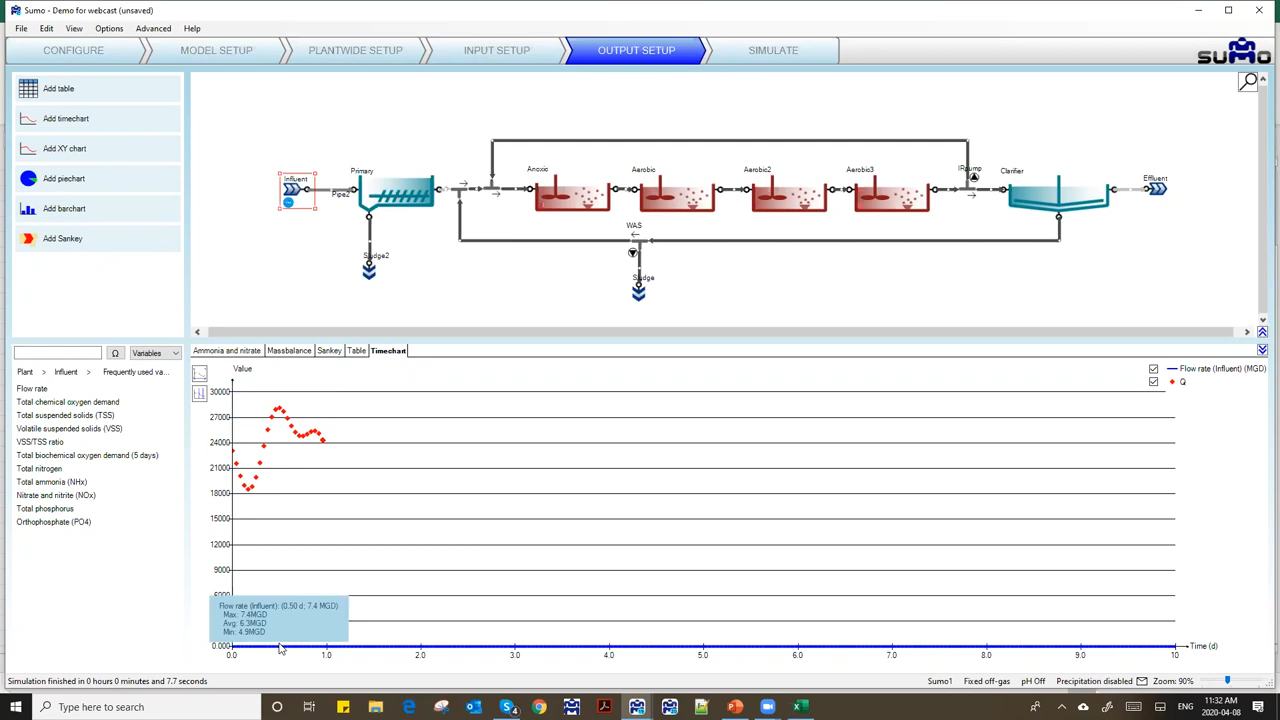 Sumo - Demo for webcast (unsaved)
File Edit View Options Advanced Help
CONFIGURE MODEL SETUP PLANTWIDE SETUP INPUT SETUP OUTPUT SETUP SIMULATE
sumo
Add table
Add timechart
Add XY chart
Add piechart
Add barchart
Add Sankey
Influent
Pipe2
Primary
Sludge2
Anoxic
Aerobic
Aerobic2
Aerobic3
IRpump
Clarifier
Effluent
WAS
Sludge
Ω Variables
Plant > Influent > Frequently used va...
Flow rate
Total chemical oxygen demand
Total suspended solids (TSS)
Volatile suspended solids (VSS)
VSS/TSS ratio
Total biochemical oxygen demand (5 days)
Total nitrogen
Total ammonia (NHx)
Nitrate and nitrite (NOx)
Total phosphorus
Orthophosphate (PO4)
Ammonia and nitrate Massbalance Sankey Table Timechart
Value
Flow rate (Influent) (MGD)
Q
30000
27000
24000
21000
18000
15000
12000
9000
6000
0.000
Flow rate (Influent): (0.50 d; 7.4 MGD)
Max: 7.4MGD
Avg: 6.3MGD
Min: 4.9MGD
Time (d)
0.0 0.5 1.0 2.0 3.0 4.0 5.0 6.0 7.0 8.0 9.0 10
Simulation finished in 0 hours 0 minutes and 7.7 seconds
Sumo1 Fixed off-gas pH Off Precipitation disabled Zoom: 90%
Type here to search
11:32 AM
2020-04-08